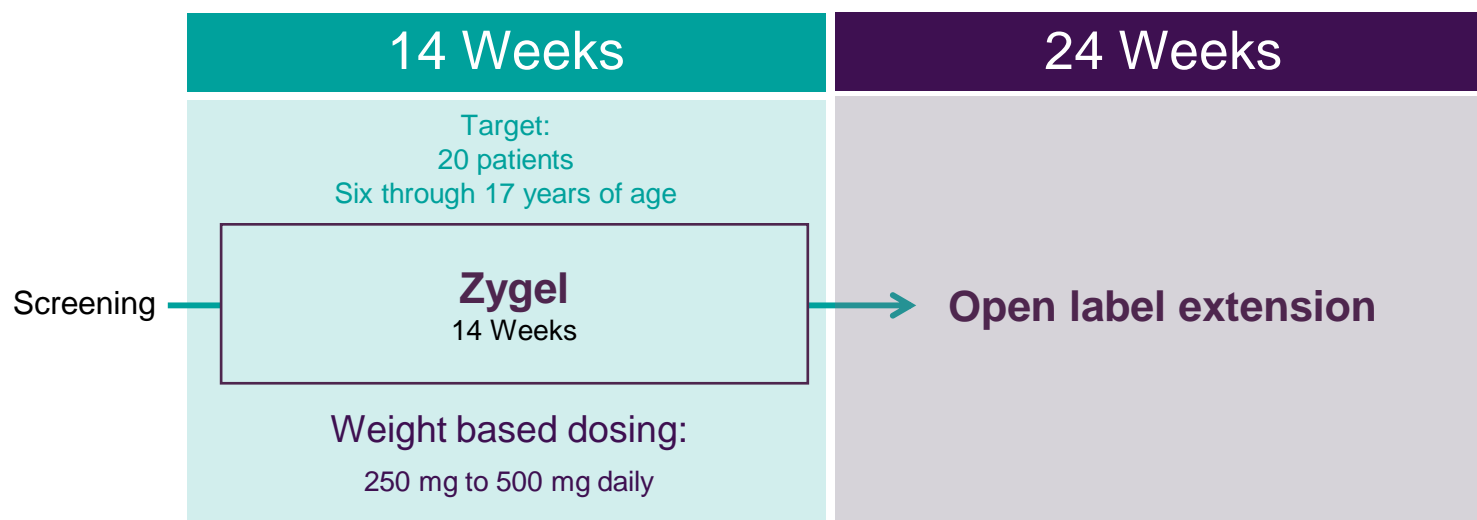 14 Weeks
24 Weeks
Target:
20 patients
Six through 17 years of age
Screening
Zygel
14 Weeks
Open label extension
Weight based dosing:
250 mg to 500 mg daily